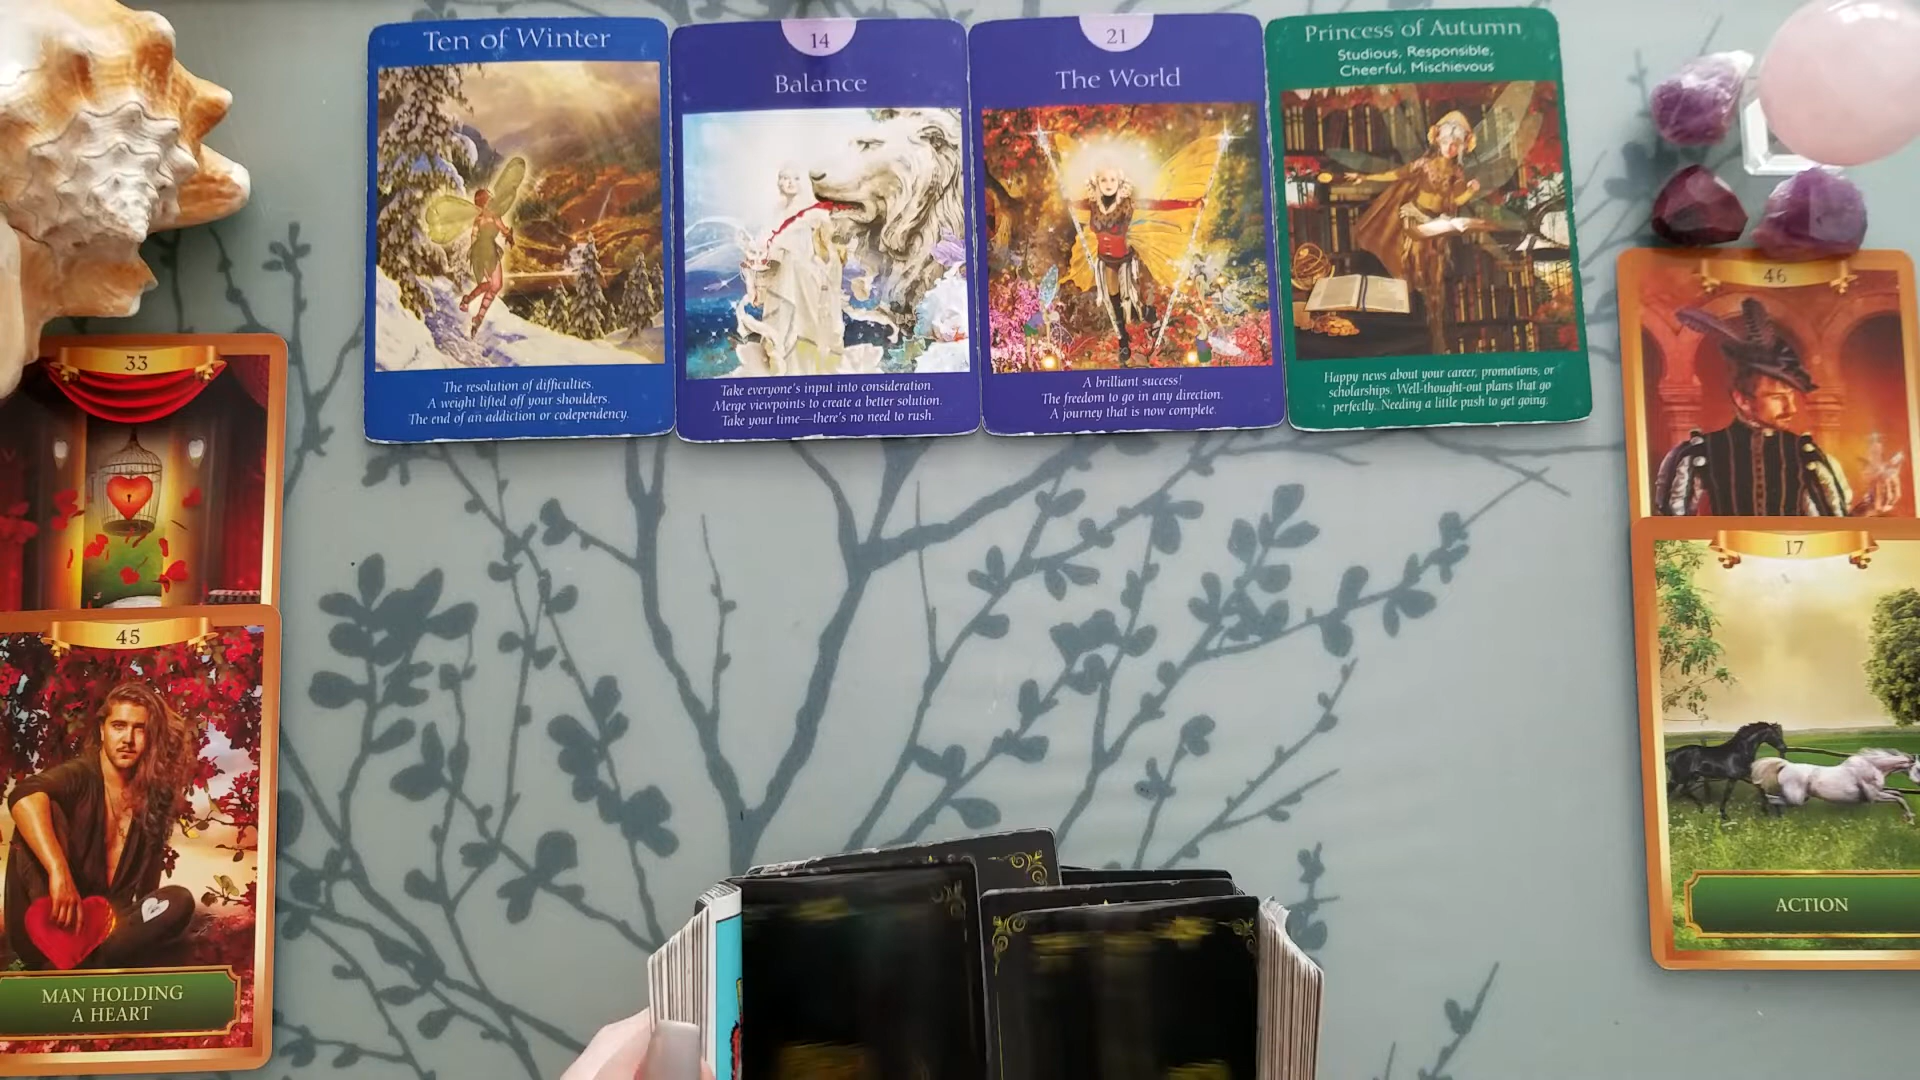 Ten of Winter
The resolution of difficulties.
A weight lifted off your shoulders.
The end of an addiction or codependency.
14
Balance
Take everyone's input into consideration.
Merge viewpoints to create a better solution.
Take your time—there's no need to rush.
21
The World
A brilliant success!
The freedom to go in any direction.
A journey that is now complete.
Princess of Autumn
Studious, Responsible,
Cheerful, Mischievous
Happy news about your career, promotions, or
scholarships. Well-thought-out plans that go
perfectly. Needing a little push to get going.
33
45
MAN HOLDING
A HEART
46
17
ACTION